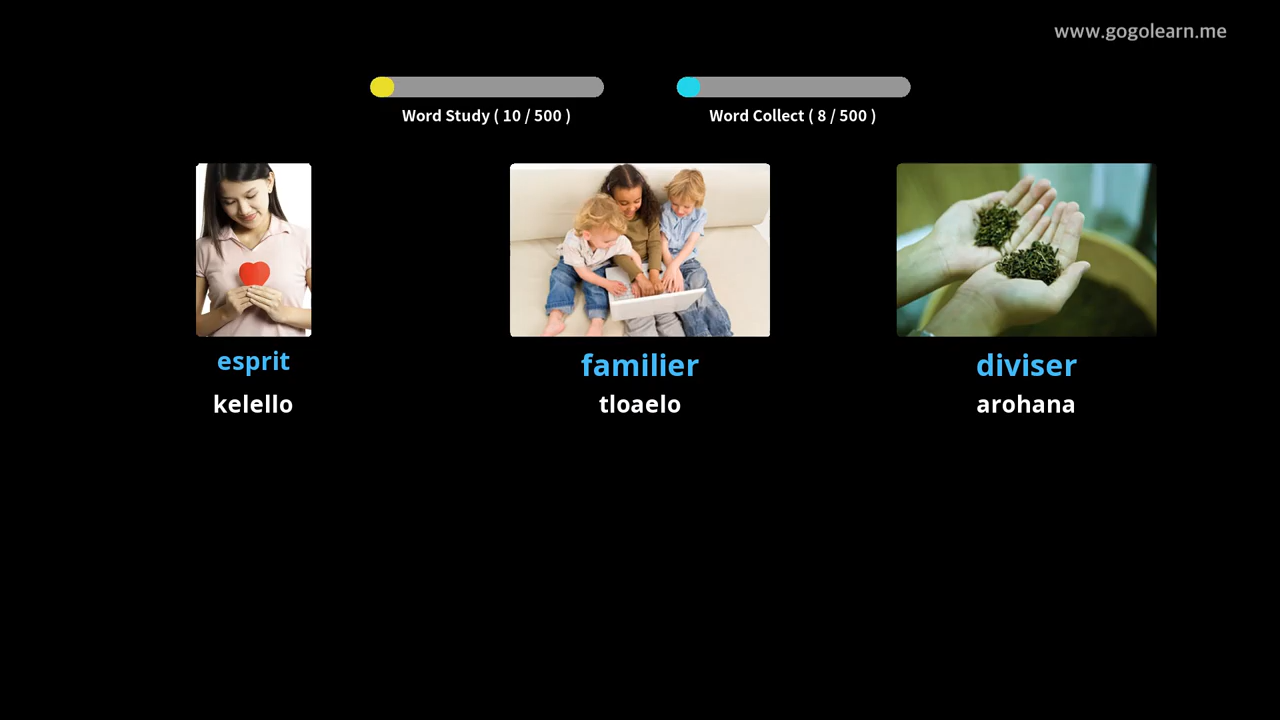 www.gogolearn.me
Word Study ( 10 / 500 )
Word Collect ( 8 / 500 )
esprit
familier
diviser
kelello
tloaelo
arohana